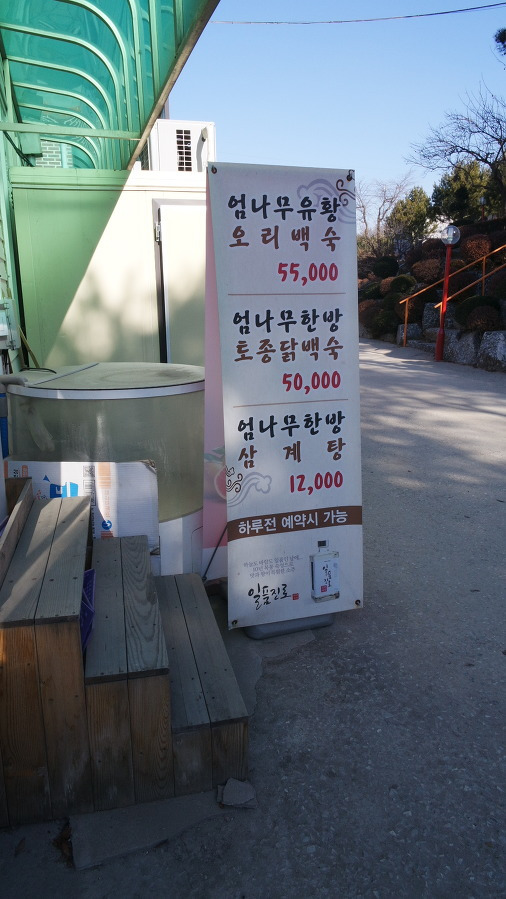 엄나무유황
오리백숙
55,000
엄나무한방
토종닭백숙
50,000
엄나무한방
삼계탕
12,000
하루전 예약시 가능
일품진로